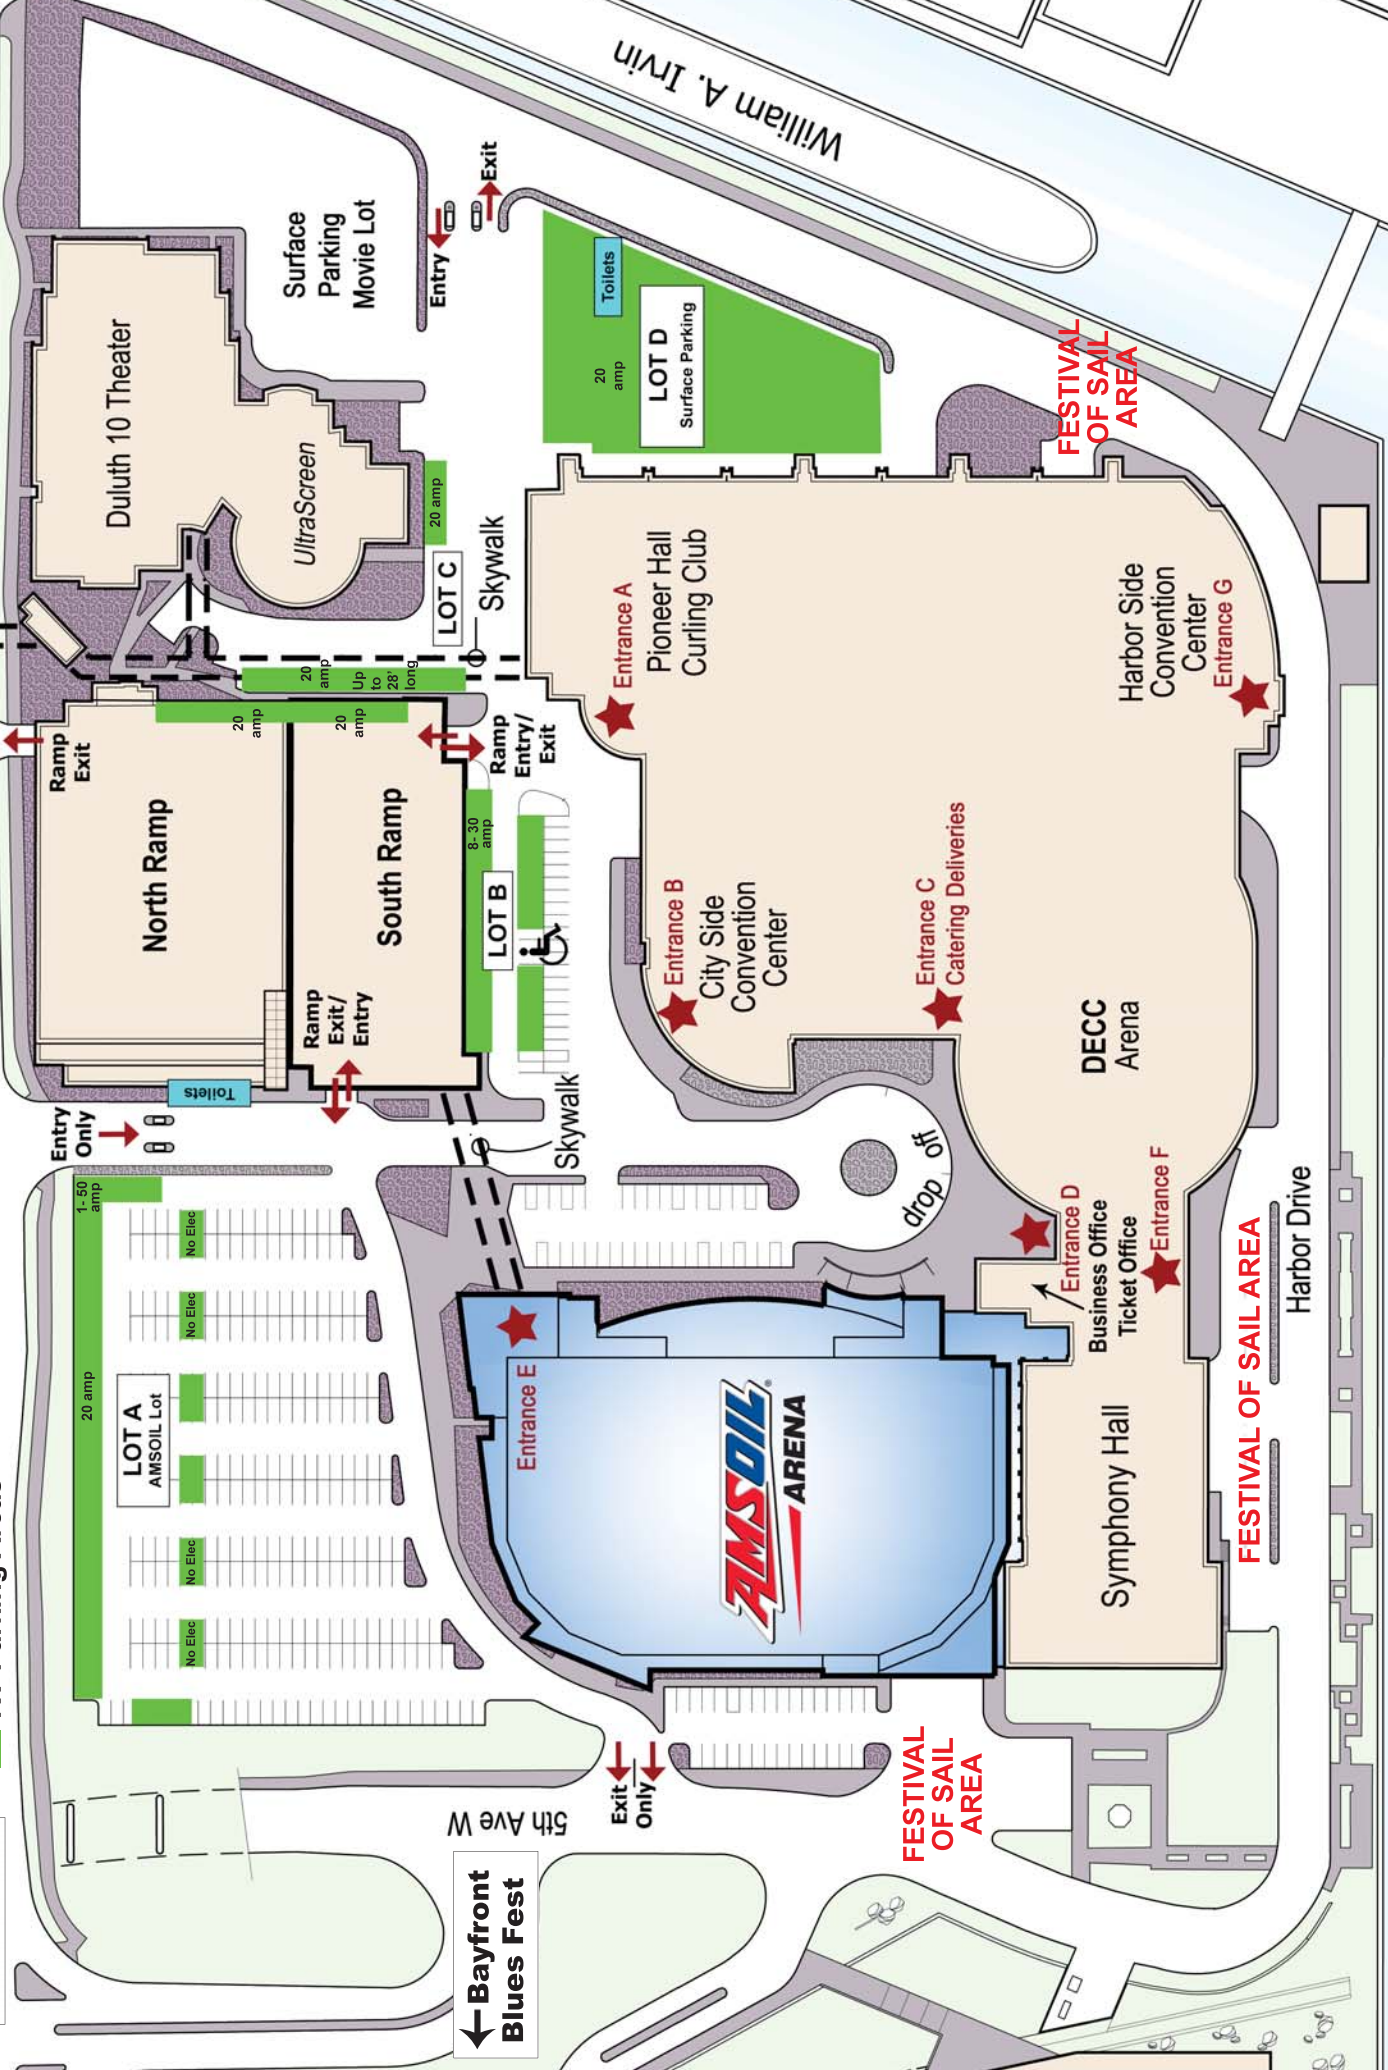 William A. Irvin
Exit
Entry
Surface
Parking
Movie Lot
Duluth 10 Theater
UltraScreen
Toilets
20
amp
LOT D
Surface Parking
20 amp
LOT C
Skywalk
FESTIVAL
OF SAIL
AREA
20
amp
Up
to
28'
long
20
amp
20
amp
Ramp
Exit
Ramp
Entry/
Exit
North Ramp
South Ramp
8- 30
amp
LOT B
Ramp
Exit/
Entry
Toilets
Entry
Only
Skywalk
Entrance A
Pioneer Hall
Curling Club
Harbor Side
Convention
Center
Entrance G
Entrance B
City Side
Convention
Center
Entrance C
Catering Deliveries
DECC
Arena
drop off
Entrance D
Business Office
Ticket Office
Entrance F
Harbor Drive
FESTIVAL OF SAIL AREA
1- 50
amp
No Elec
No Elec
20 amp
LOT A
AMSOIL Lot
No Elec
No Elec
Entrance E
AMSOIL
ARENA
Symphony Hall
5th Ave W
Exit
Only
FESTIVAL
OF SAIL
AREA
←Bayfront
Blues Fest